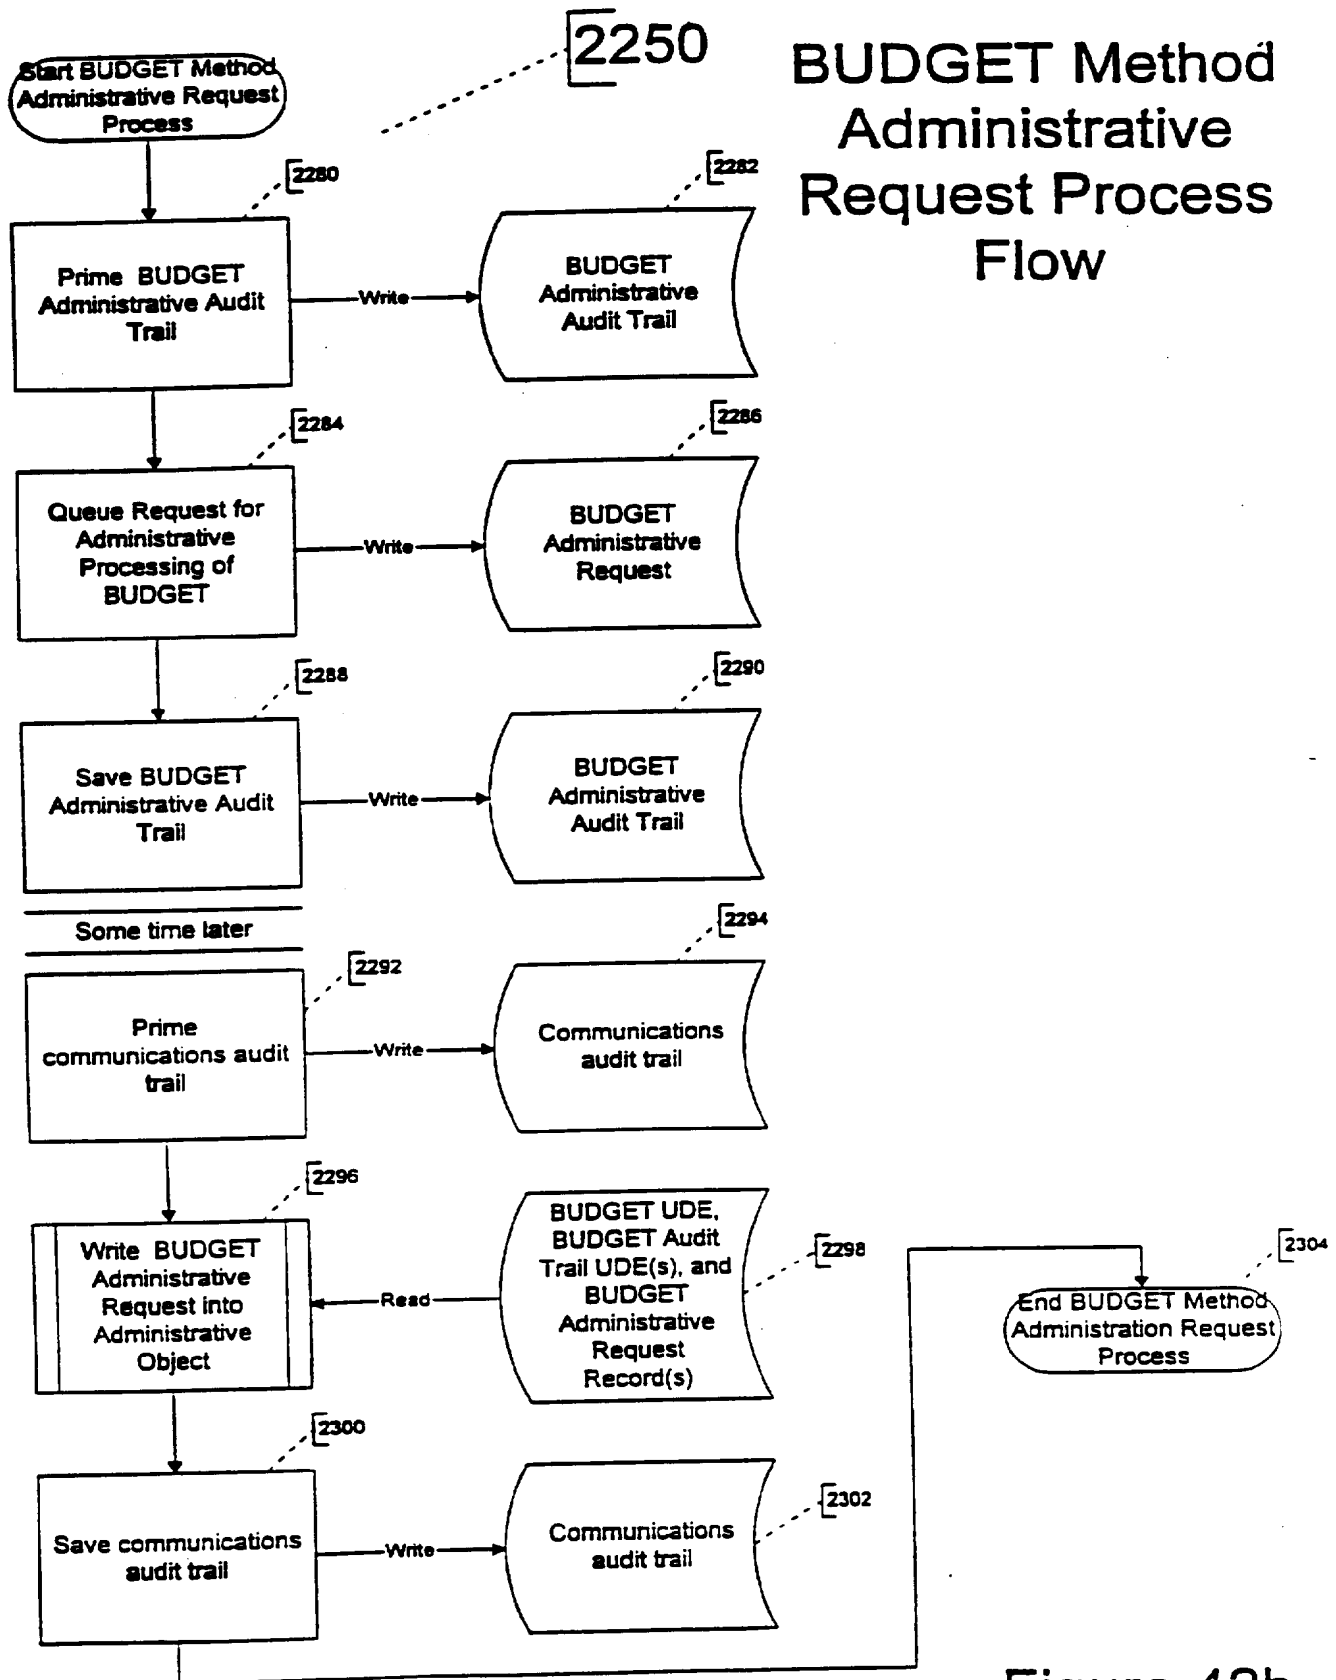 2250
BUDGET Method
Administrative
Request Process
Flow
Start BUDGET Method
Administrative Request
Process
2280
Prime BUDGET
Administrative Audit
Trail
Write
2282
BUDGET
Administrative
Audit Trail
2284
Queue Request for
Administrative
Processing of
BUDGET
Write
2286
BUDGET
Administrative
Request
2288
Save BUDGET
Administrative Audit
Trail
Write
2290
BUDGET
Administrative
Audit Trail
Some time later
2292
Prime
communications audit
trail
Write
2294
Communications
audit trail
2296
Write BUDGET
Administrative
Request into
Administrative
Object
Read
2298
BUDGET UDE,
BUDGET Audit
Trail UDE(s), and
BUDGET
Administrative
Request
Record(s)
2300
Save communications
audit trail
Write
2302
Communications
audit trail
2304
End BUDGET Method
Administration Request
Process